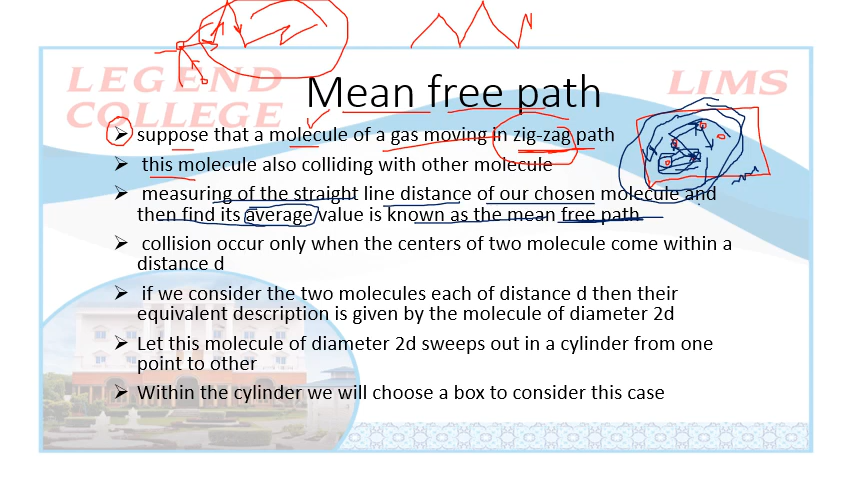 LEGEND
COLLEGE
LIMS
Mean free path
➢ suppose that a molecule of a gas moving in zig-zag path
➢ this molecule also colliding with other molecule
➢ measuring of the straight line distance of our chosen molecule and
then find its average value is known as the mean free path
➢ collision occur only when the centers of two molecule come within a
distance d
➢ if we consider the two molecules each of distance d then their
equivalent description is given by the molecule of diameter 2d
➢ Let this molecule of diameter 2d sweeps out in a cylinder from one
point to other
➢ Within the cylinder we will choose a box to consider this case